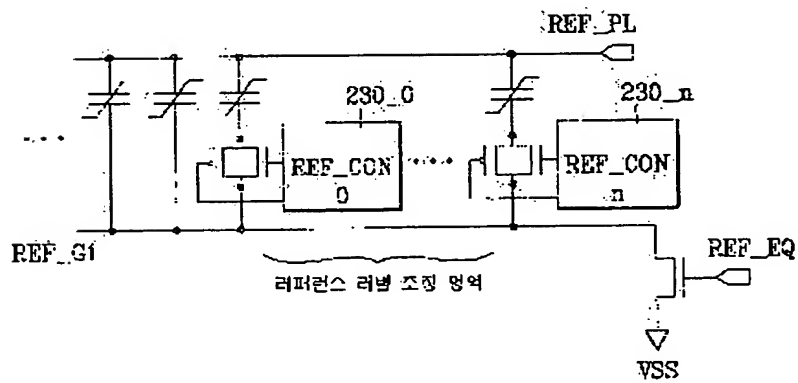 REF_PL
230_0
230_n
REF_CON
0
REF_CON
n
REF_G1
REF_EQ
레퍼런스 레벨 조정 영역
VSS